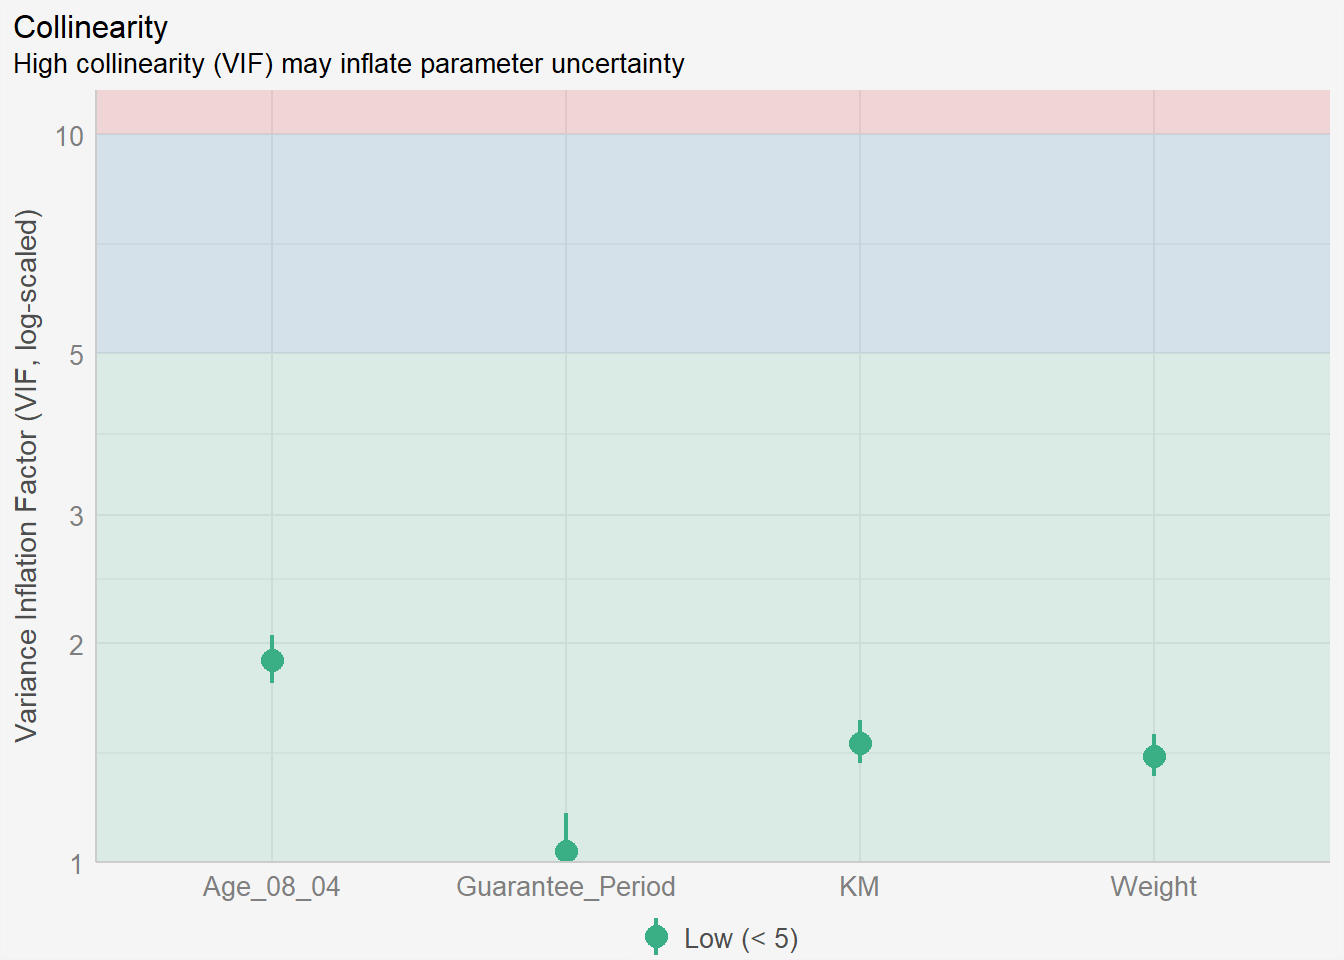 Collinearity
High collinearity (VIF) may inflate parameter uncertainty
Variance Inflation Factor (VIF, log-scaled)
10
5
3
2
1
Age_08_04 Guarantee_Period KM Weight
Low (< 5)